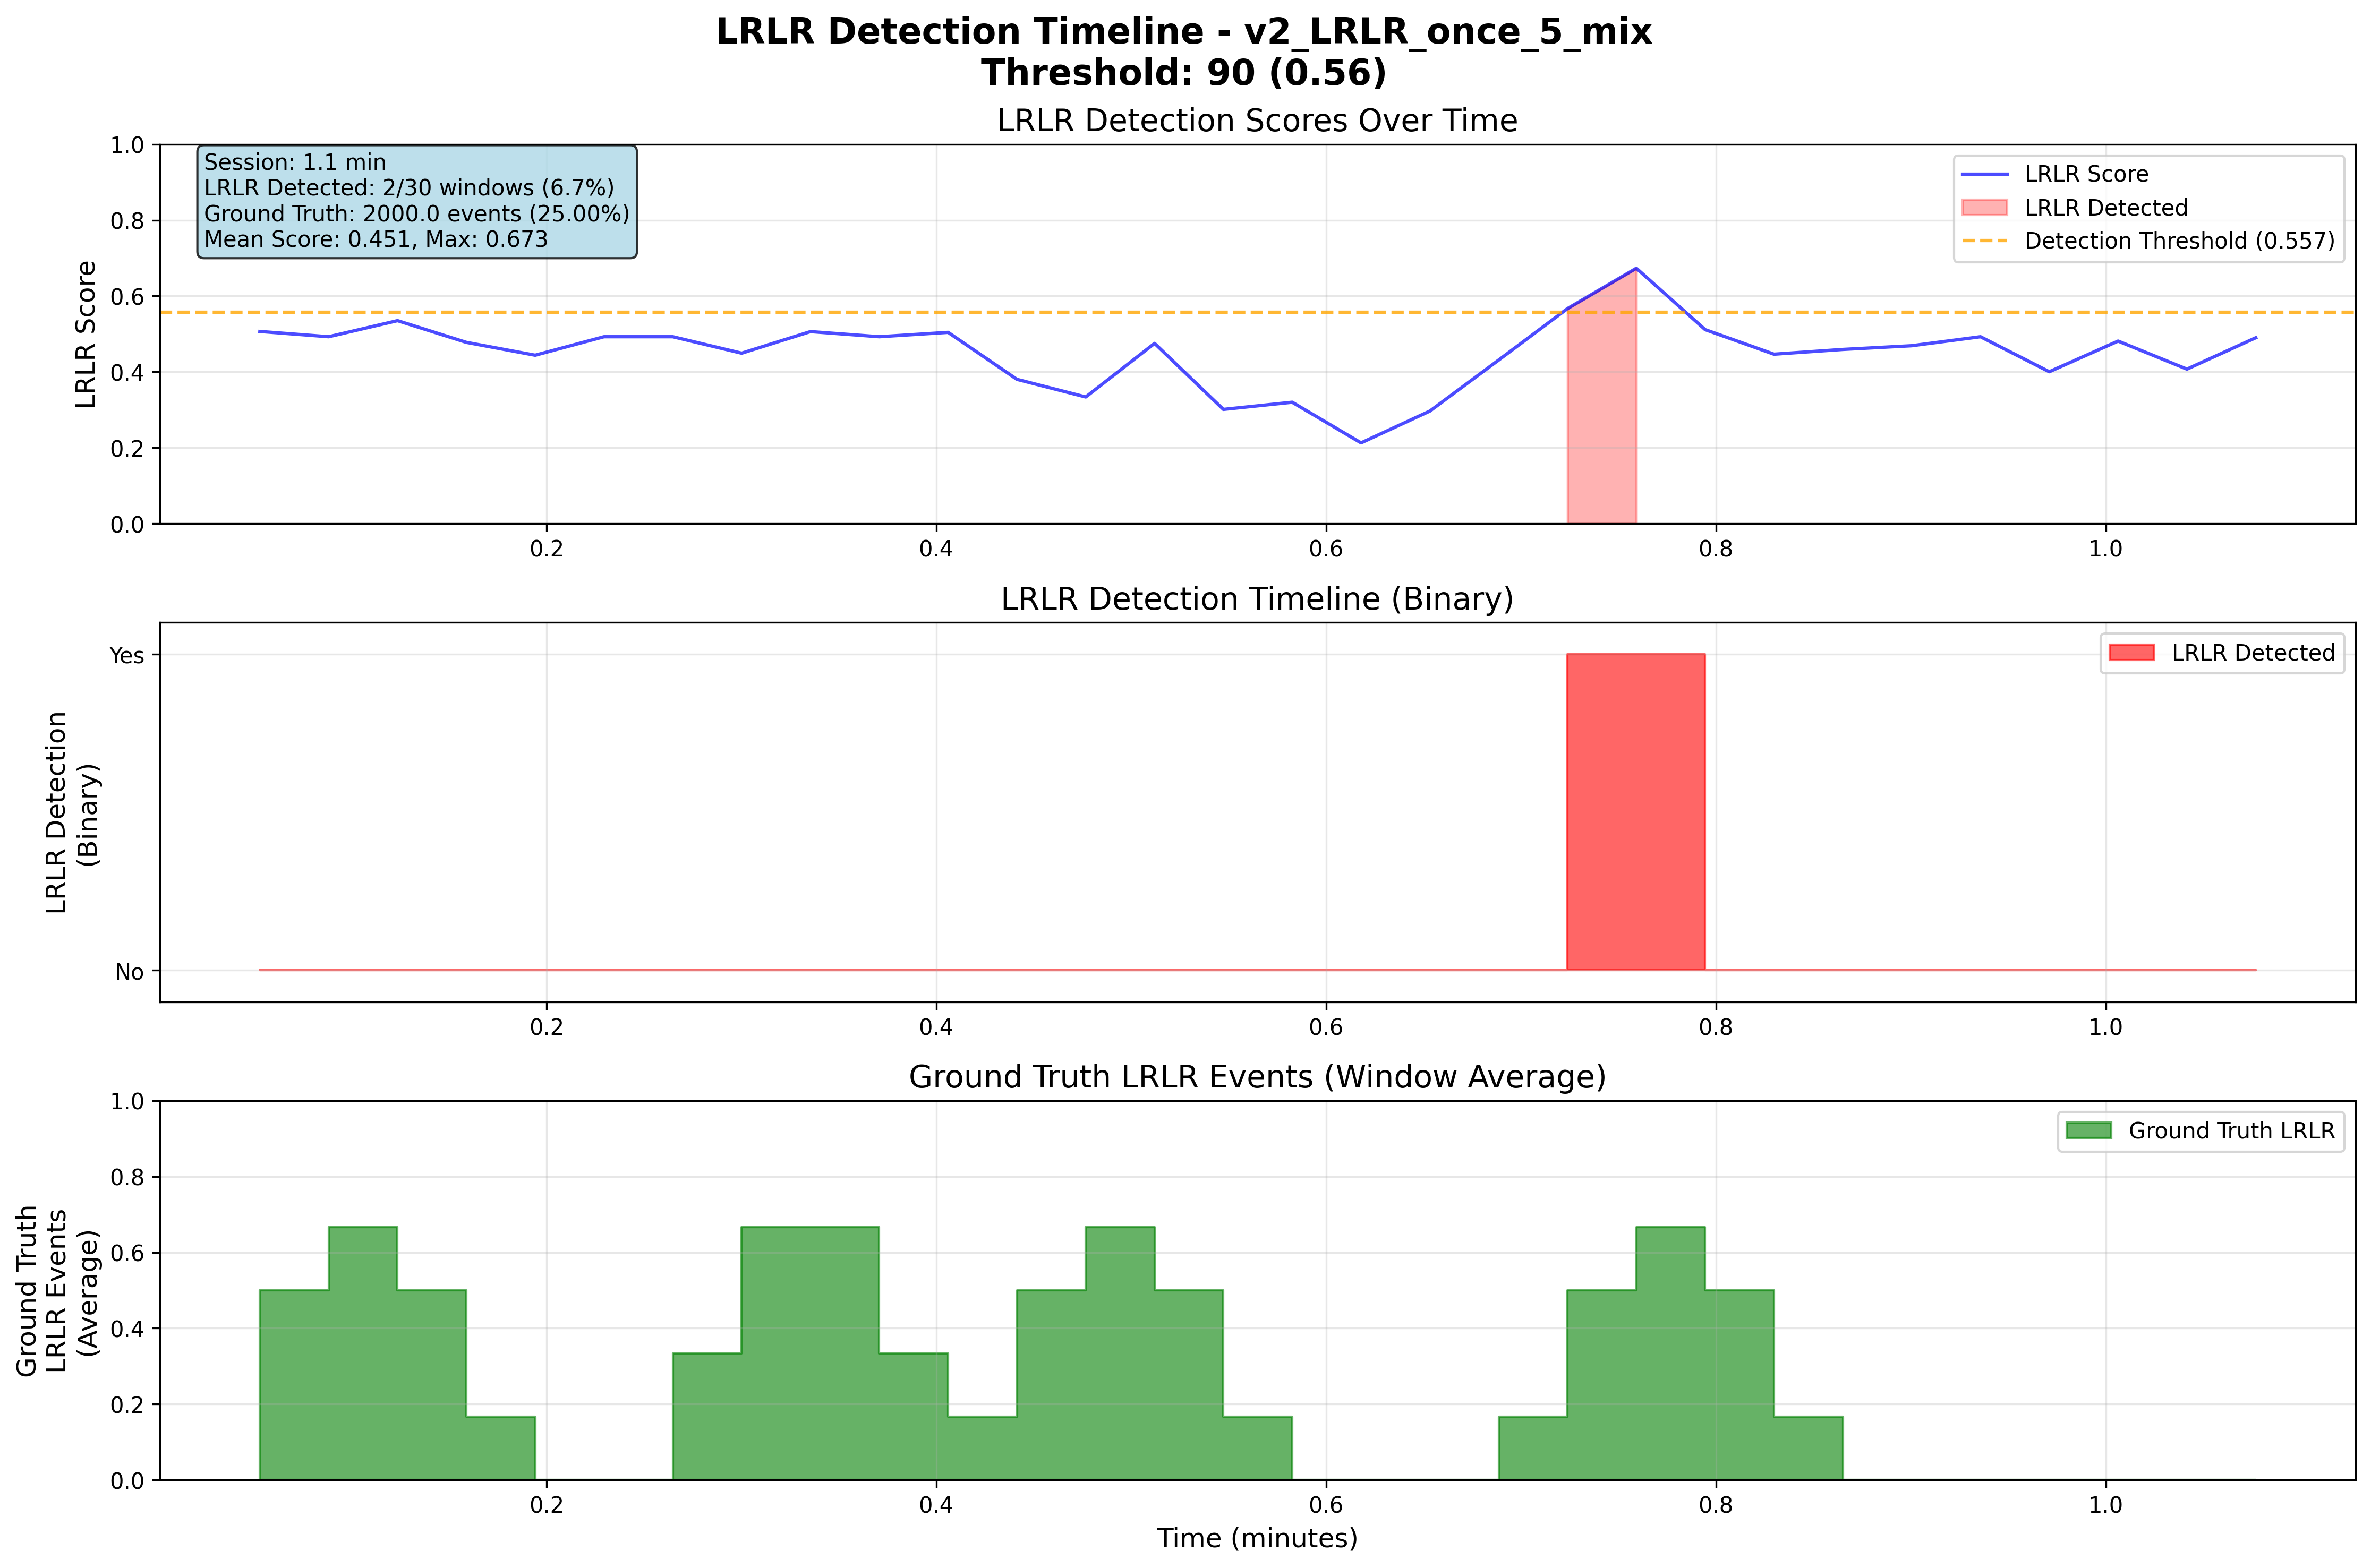 LRLR Detection Timeline - v2_LRLR_once_5_mix
Threshold: 90 (0.56)
LRLR Detection Scores Over Time
LRLR Score
1.0
0.8
0.6
0.4
0.2
0.0
Session: 1.1 min
LRLR Detected: 2/30 windows (6.7%)
Ground Truth: 2000.0 events (25.00%)
Mean Score: 0.451, Max: 0.673
LRLR Score
LRLR Detected
Detection Threshold (0.557)
0.2 0.4 0.6 0.8 1.0
LRLR Detection Timeline (Binary)
LRLR Detection
(Binary)
Yes
No
LRLR Detected
0.2 0.4 0.6 0.8 1.0
Ground Truth LRLR Events (Window Average)
Ground Truth
LRLR Events
(Average)
1.0
0.8
0.6
0.4
0.2
0.0
Ground Truth LRLR
0.2 0.4 0.6 0.8 1.0
Time (minutes)